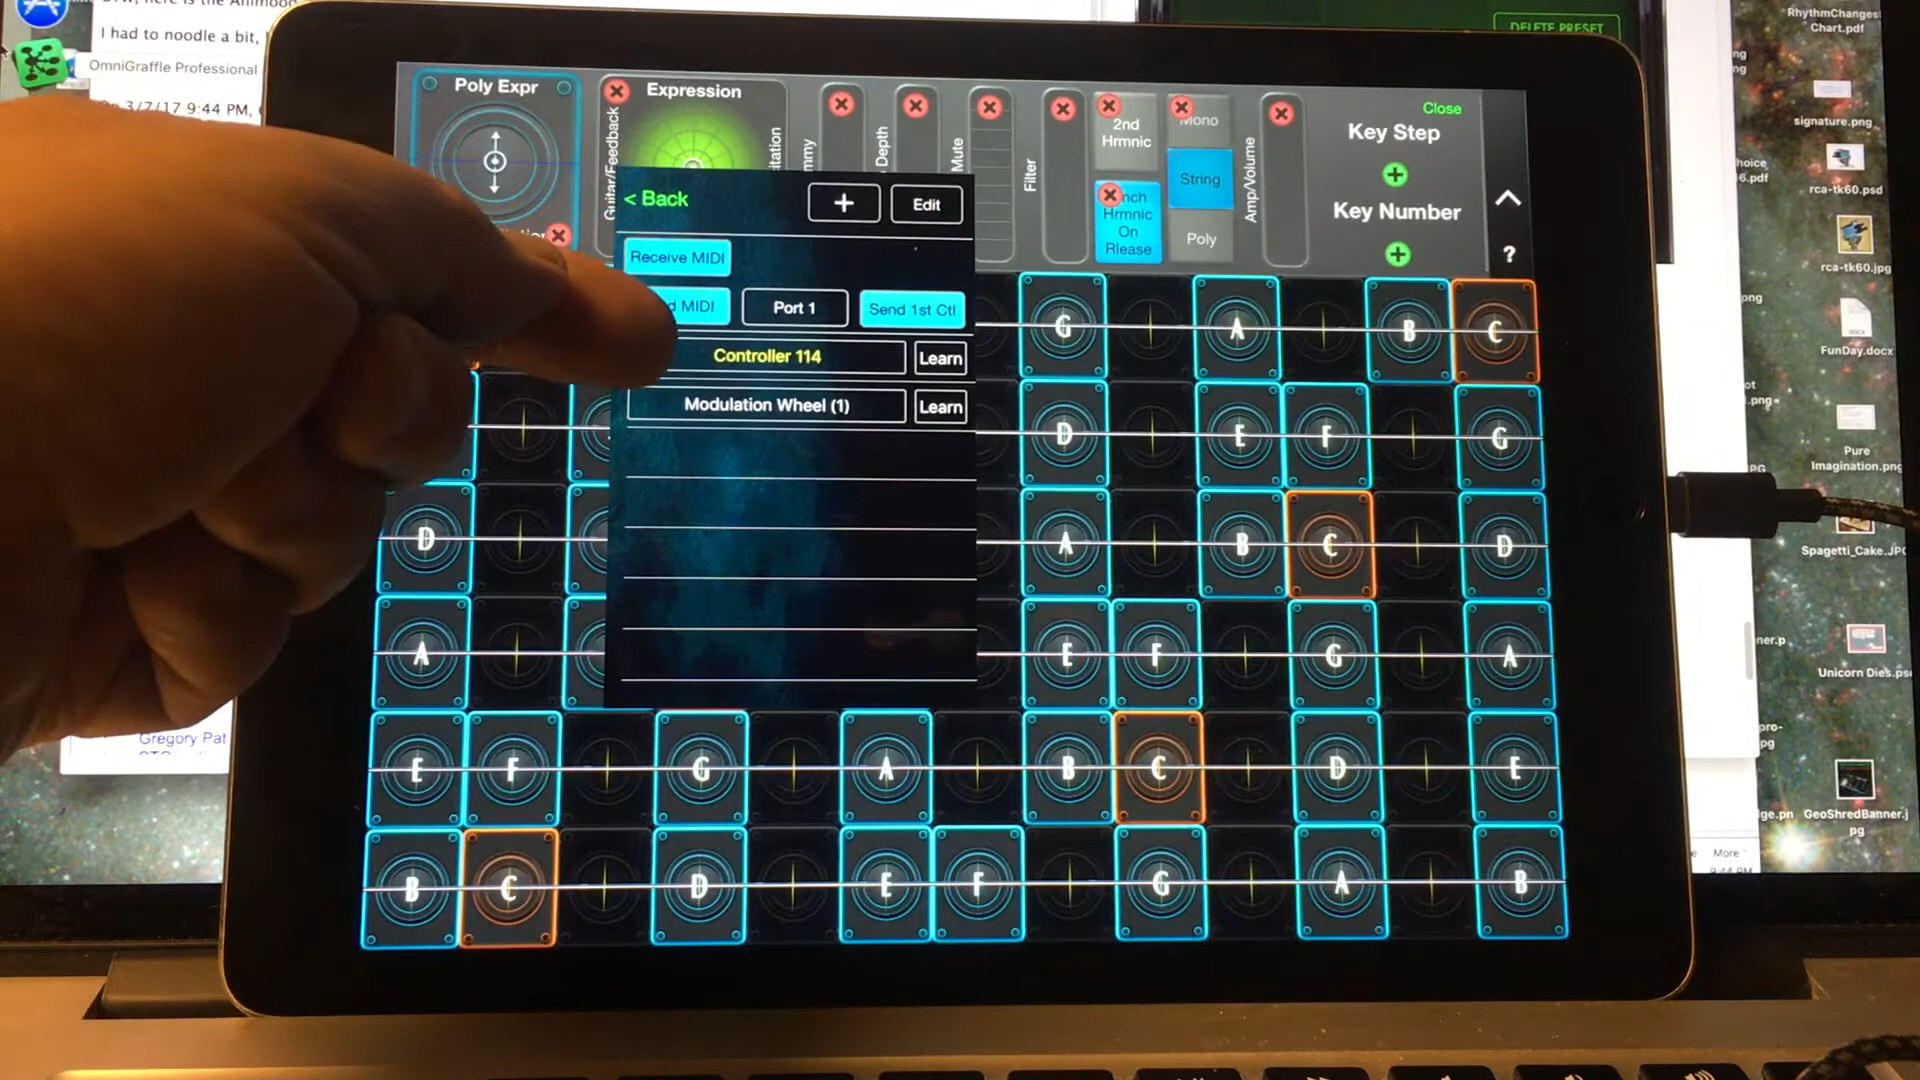 I had to noodle a bit,
OmniGraffle Professional
3/7/17 9:44 PM,
Gregory Pat
DELETE PRESET
RhythmChanges
Chart.pdf
signature.png
rca-tk60.psd
rca-tk60.jpg
FunDay.docx
Pure
Imagination.png
Spagetti_Cake.JPG
Unicorn Dies.psd
GeoShredBanner.j
pg
More
Poly Expr
Expression
Guitar/Feedback
Depth
Mute
Filter
2nd
Hrmnic
Hrmnic
On
Rlease
Mono
String
Poly
Amp/Volume
Close
Key Step
+
Key Number
+
?
< Back
+
Edit
Receive MIDI
MIDI
Port 1
Send 1st Ctl
Controller 114
Learn
Modulation Wheel (1)
Learn
G A B C
D E F G
D A B C D
A E F G A
E F G A B C D E
B C D E F G A B